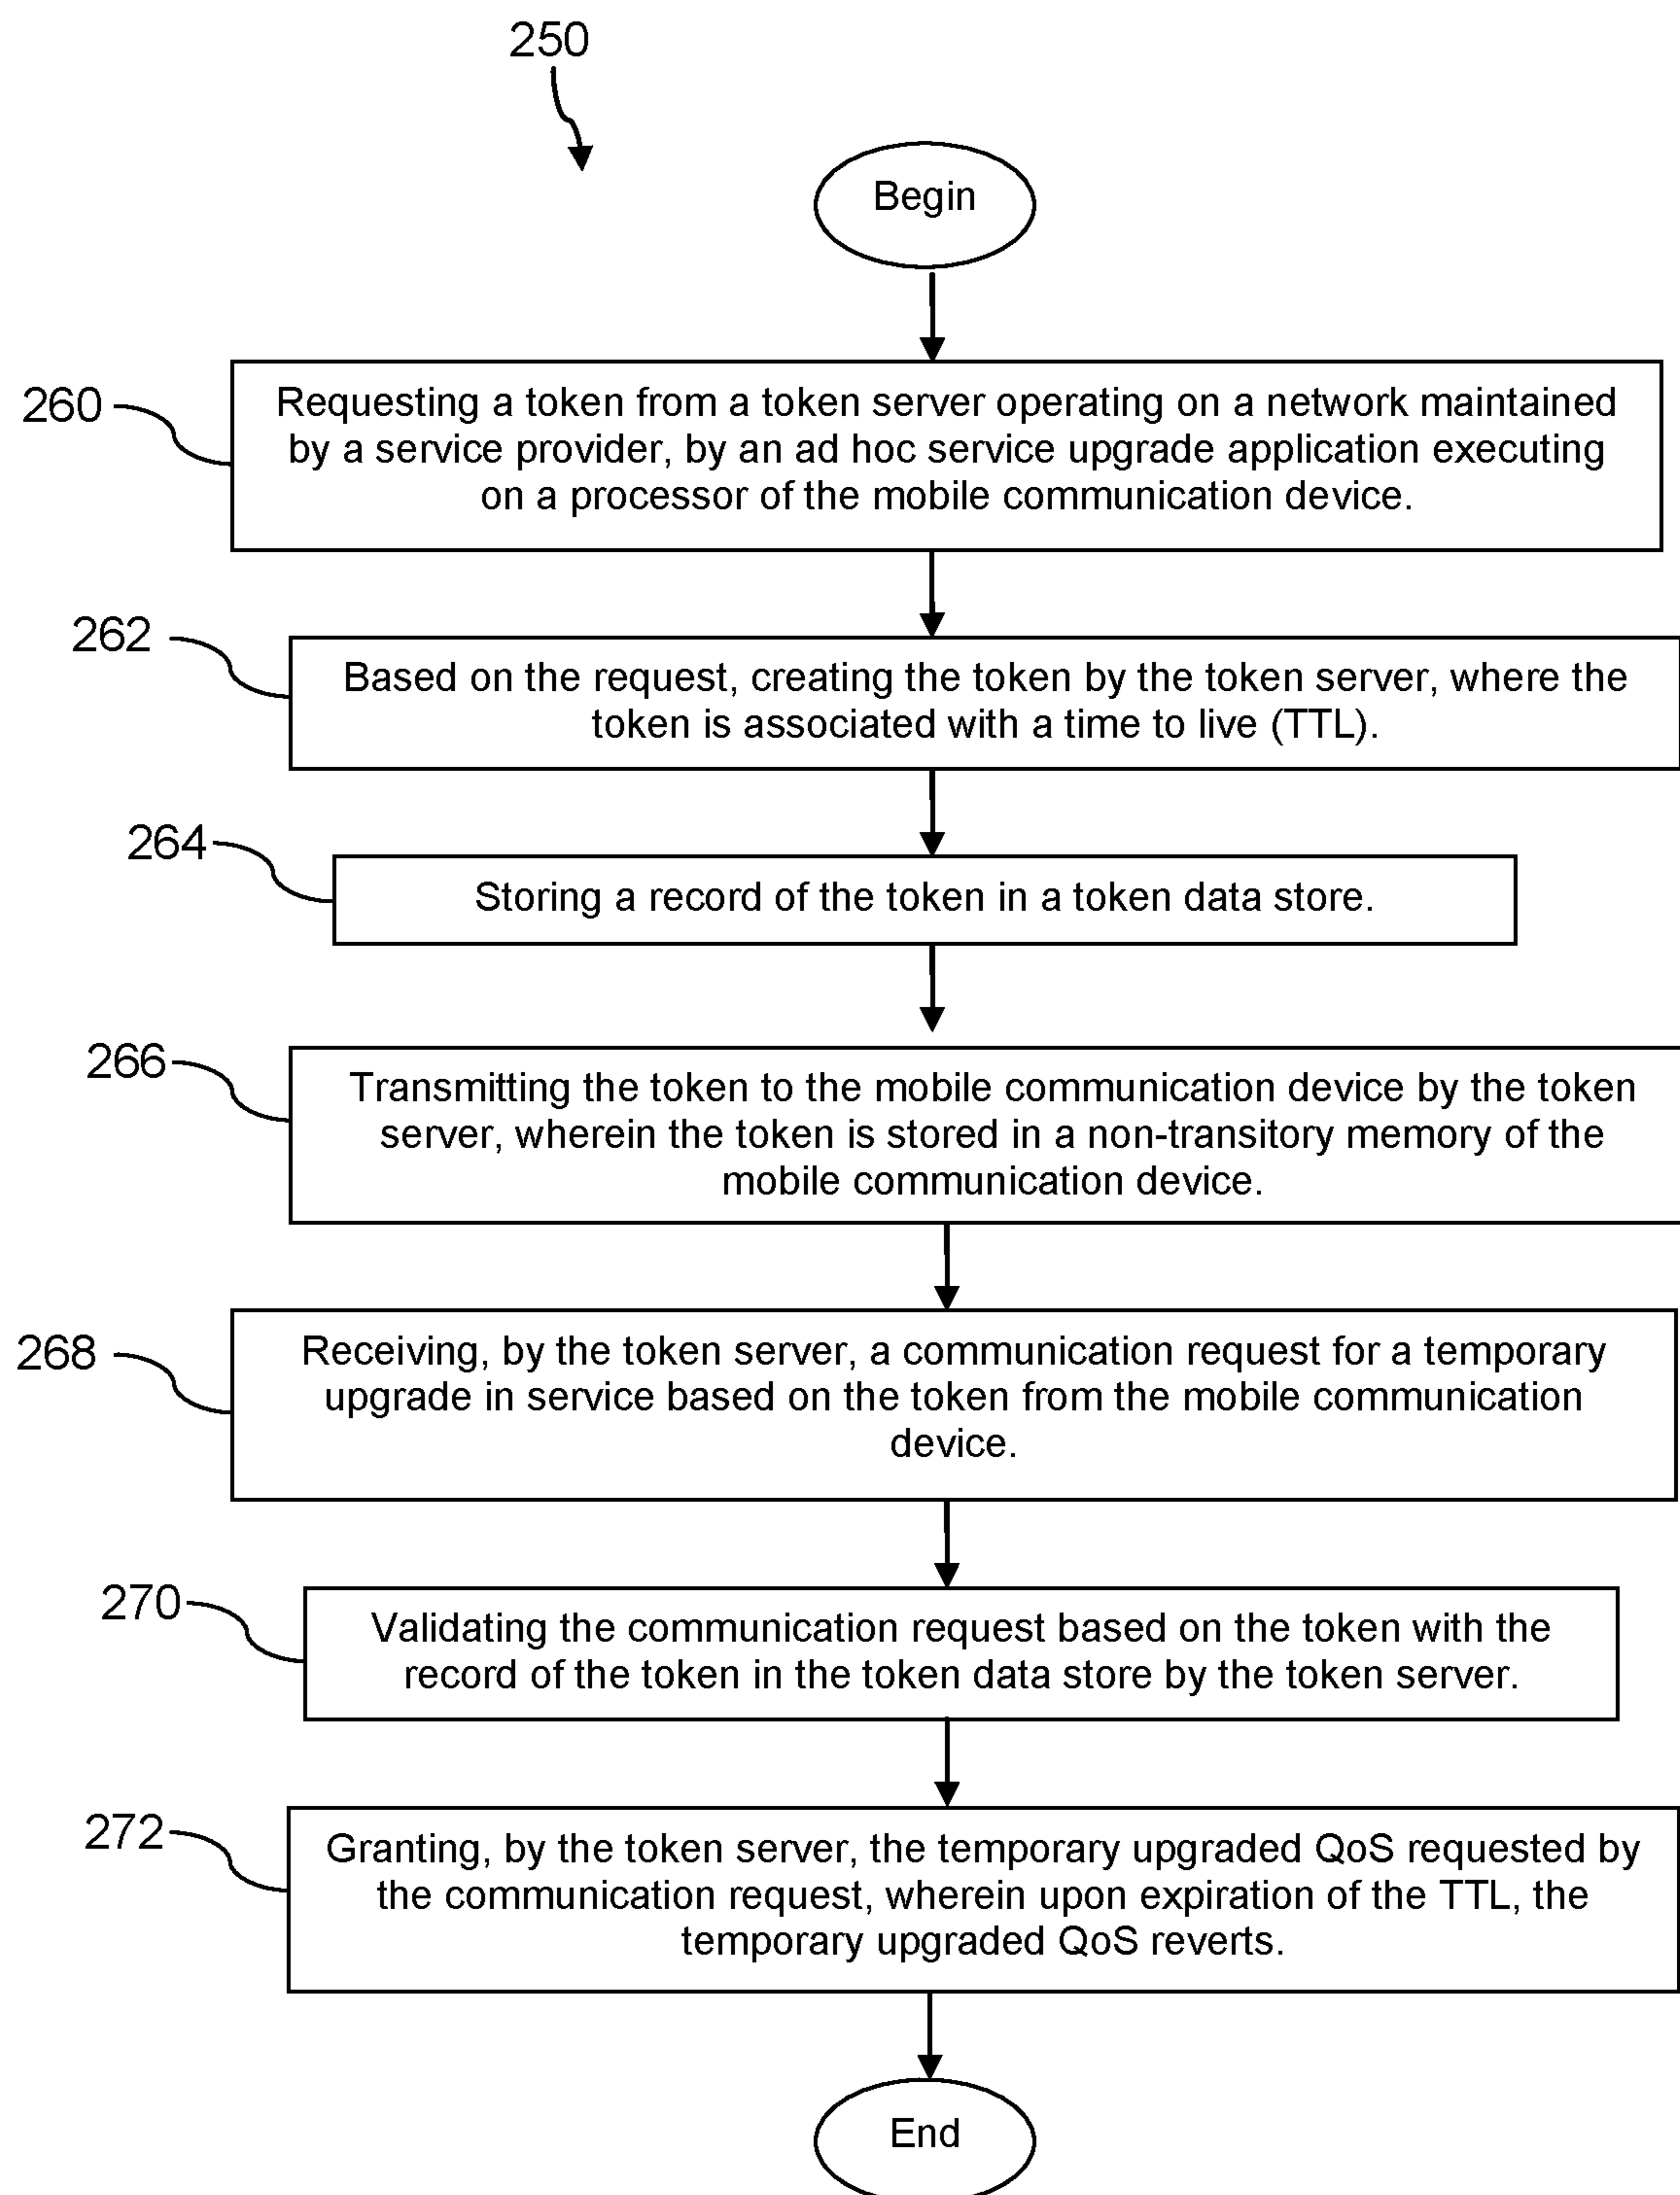 250
Begin
260
Requesting a token from a token server operating on a network maintained
by a service provider, by an ad hoc service upgrade application executing
on a processor of the mobile communication device.
262
Based on the request, creating the token by the token server, where the
token is associated with a time to live (TTL).
264
Storing a record of the token in a token data store.
266
Transmitting the token to the mobile communication device by the token
server, wherein the token is stored in a non-transitory memory of the
mobile communication device.
268
Receiving, by the token server, a communication request for a temporary
upgrade in service based on the token from the mobile communication
device.
270
Validating the communication request based on the token with the
record of the token in the token data store by the token server.
272
Granting, by the token server, the temporary upgraded QoS requested by
the communication request, wherein upon expiration of the TTL, the
temporary upgraded QoS reverts.
End